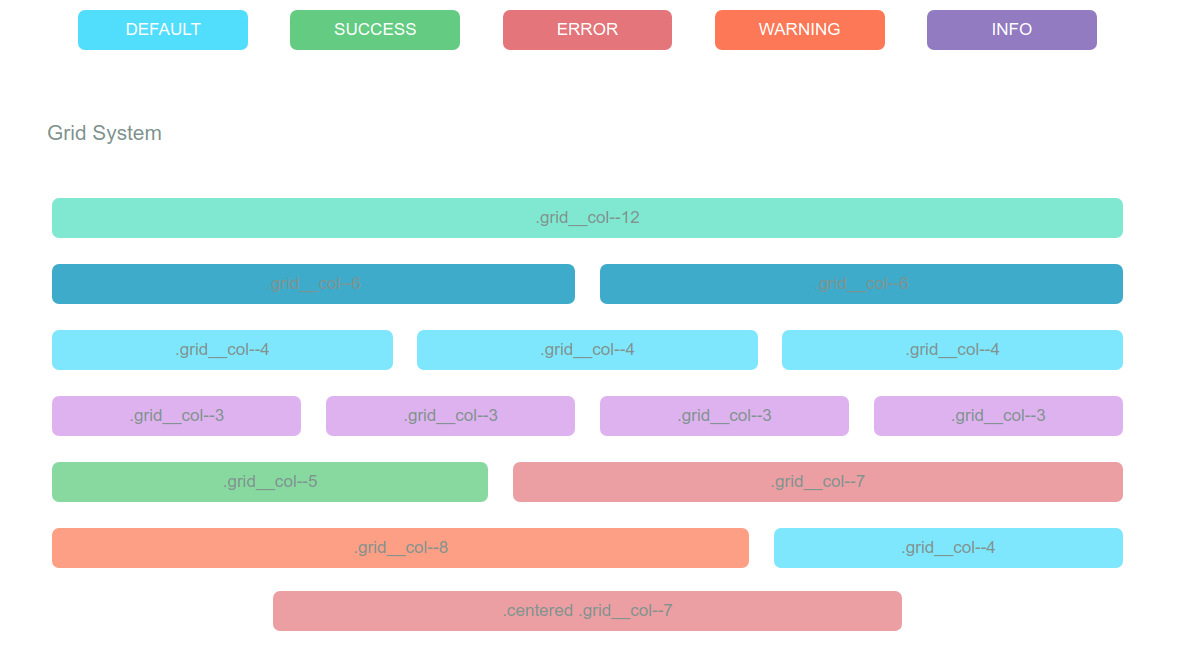 DEFAULT SUCCESS ERROR WARNING INFO
Grid System
.grid__col--12
.grid__col--6 .grid__col--6
.grid__col--4 .grid__col--4 .grid__col--4
.grid__col--3 .grid__col--3 .grid__col--3 .grid__col--3
.grid__col--5 .grid__col--7
.grid__col--8 .grid__col--4
.centered .grid__col--7